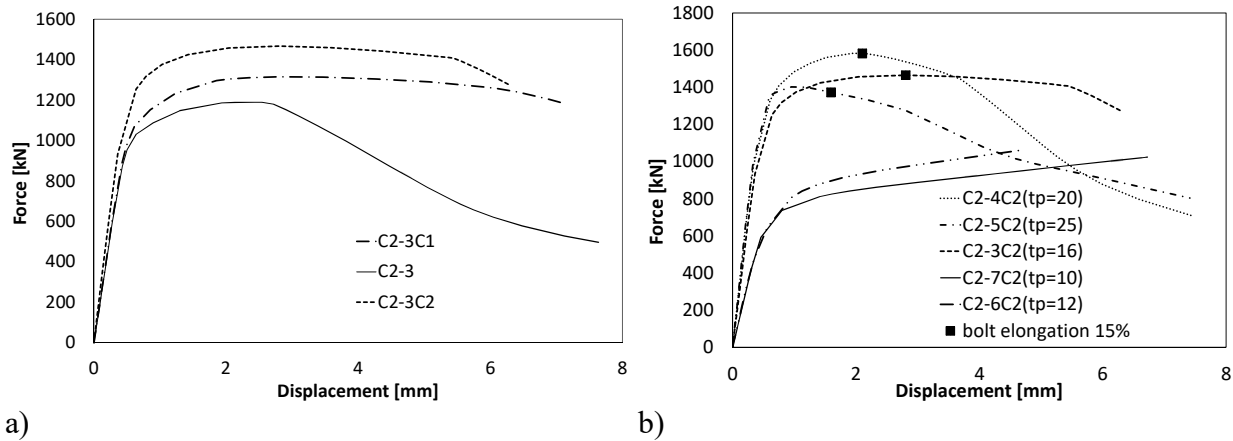 1600
1400
1200
1000
800
600
400
200
0
Force [kN]
0 2 4 6 8
Displacement [mm]
C2-3C1
C2-3
C2-3C2
a)
1800
1600
1400
1200
1000
800
600
400
200
0
Force [kN]
0 2 4 6 8
Displacement [mm]
C2-4C2(tp=20)
C2-5C2(tp=25)
C2-3C2(tp=16)
C2-7C2(tp=10)
C2-6C2(tp=12)
bolt elongation 15%
b)